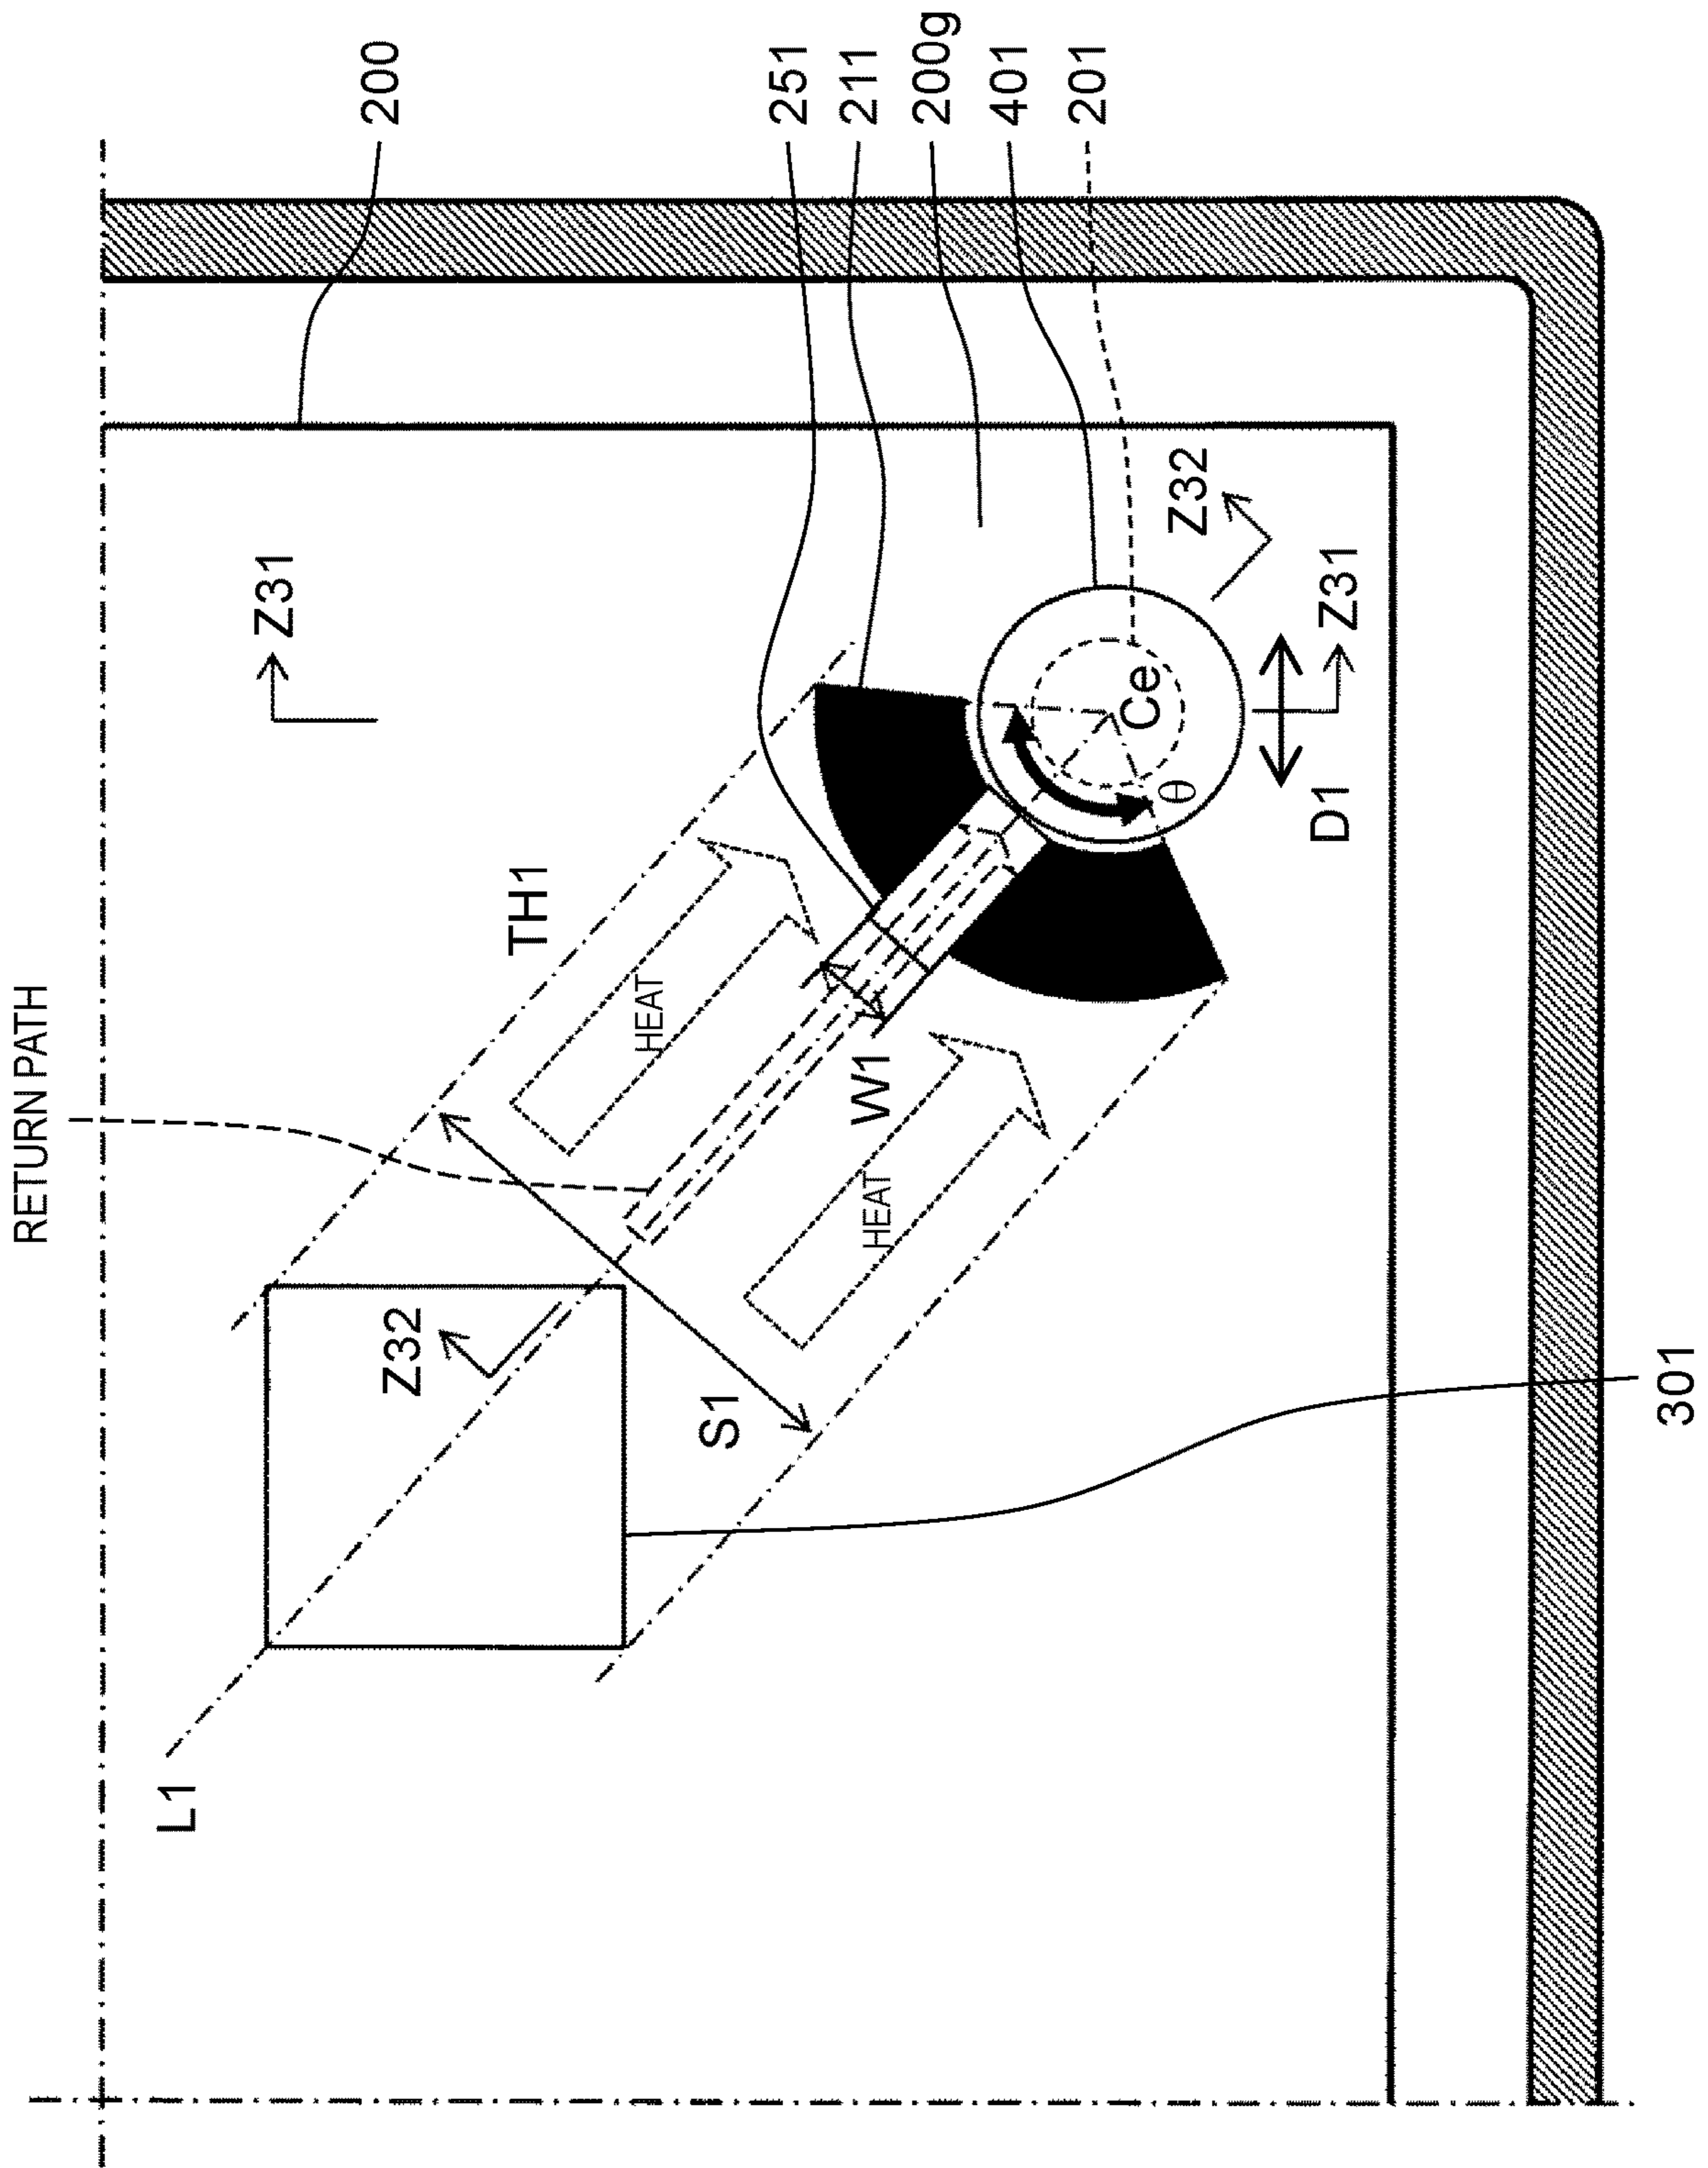 200
251
211
200g
401
201
Z31
Z32
Z31
Ce
θ
D1
TH1
HEAT
RETURN PATH
W1
HEAT
Z32
S1
301
L1